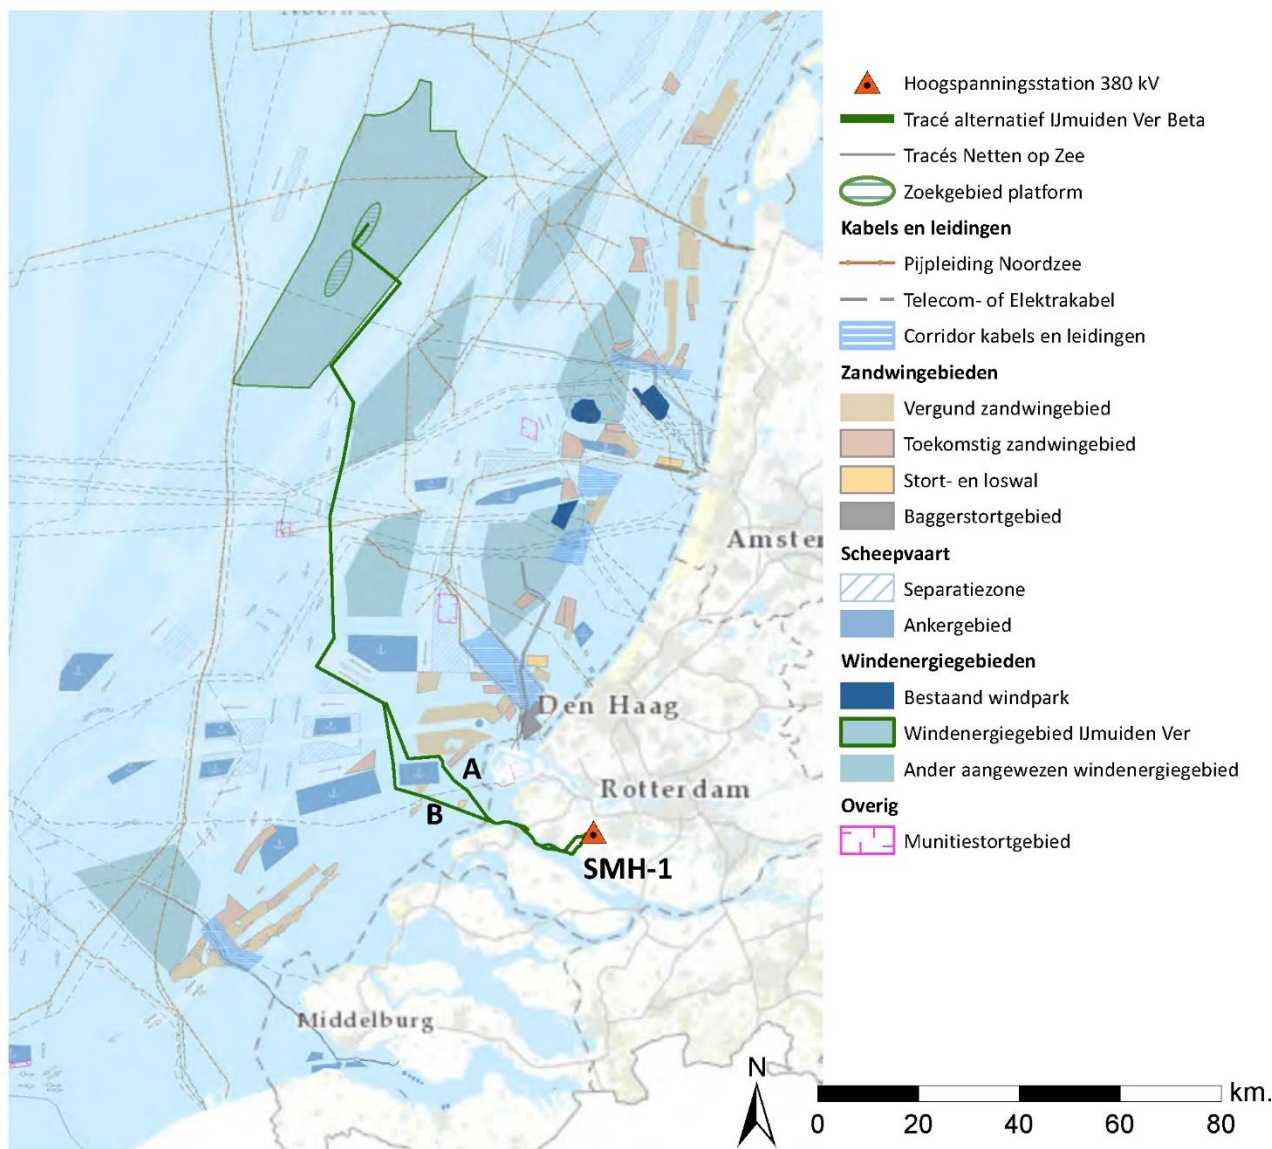 Noordzee
Hoogspanningsstation 380 kV
Tracé alternatief IJmuiden Ver Beta
Tracés Netten op Zee
Zoekgebied platform
Kabels en leidingen
Pijpleiding Noordzee
Telecom- of Elektrakabel
Corridor kabels en leidingen
Zandwingebieden
Vergund zandwingebied
Toekomstig zandwingebied
Stort- en loswal
Baggerstortgebied
Scheepvaart
Separatiezone
Ankergebied
Windenergiegebieden
Bestaand windpark
Windenergiegebied IJmuiden Ver
Ander aangewezen windenergiegebied
Overig
Munitiestortgebied
Amster
Den Haag
A
Rotterdam
B
SMH-1
Middelburg
N
km.
0 20 40 60 80